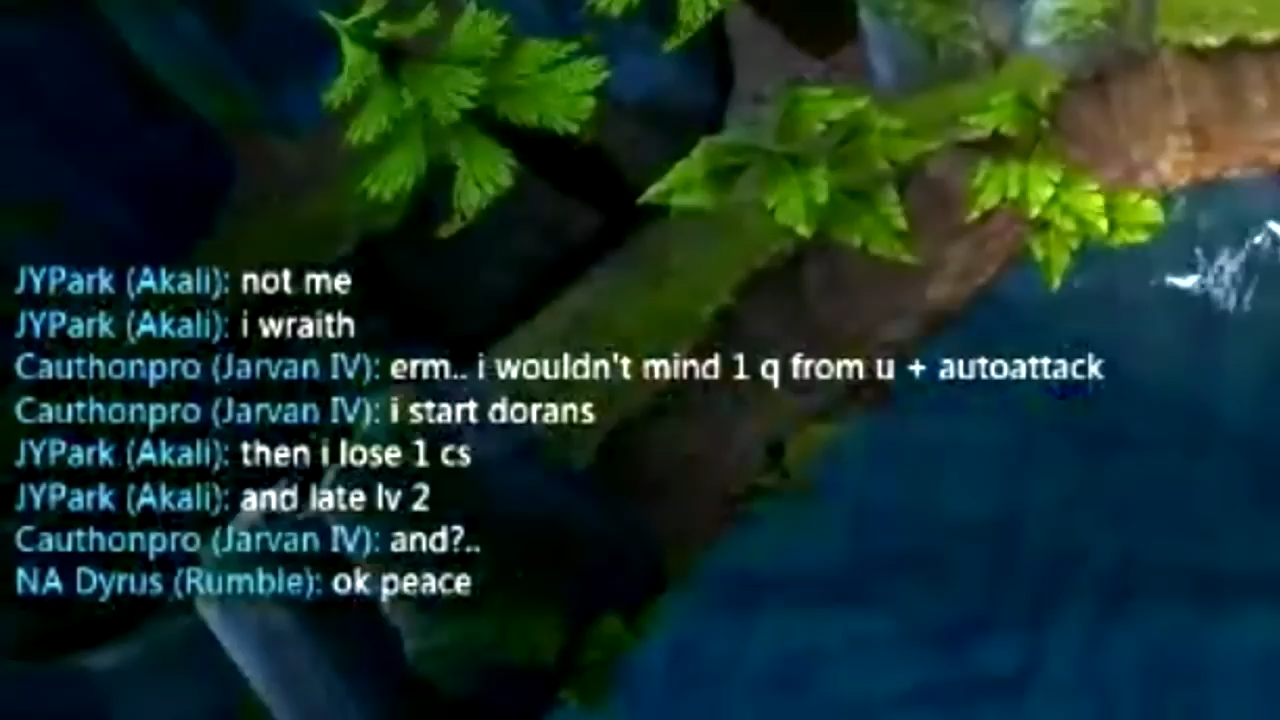 JYPark (Akali): not me
JYPark (Akali): i wraith
Cauthonpro (Jarvan IV): erm.. i wouldn't mind 1 q from u + autoattack
Cauthonpro (Jarvan IV): i start dorans
JYPark (Akali): then i lose 1 cs
JYPark (Akali): and late lv 2
Cauthonpro (Jarvan IV): and?..
NA Dyrus (Rumble): ok peace